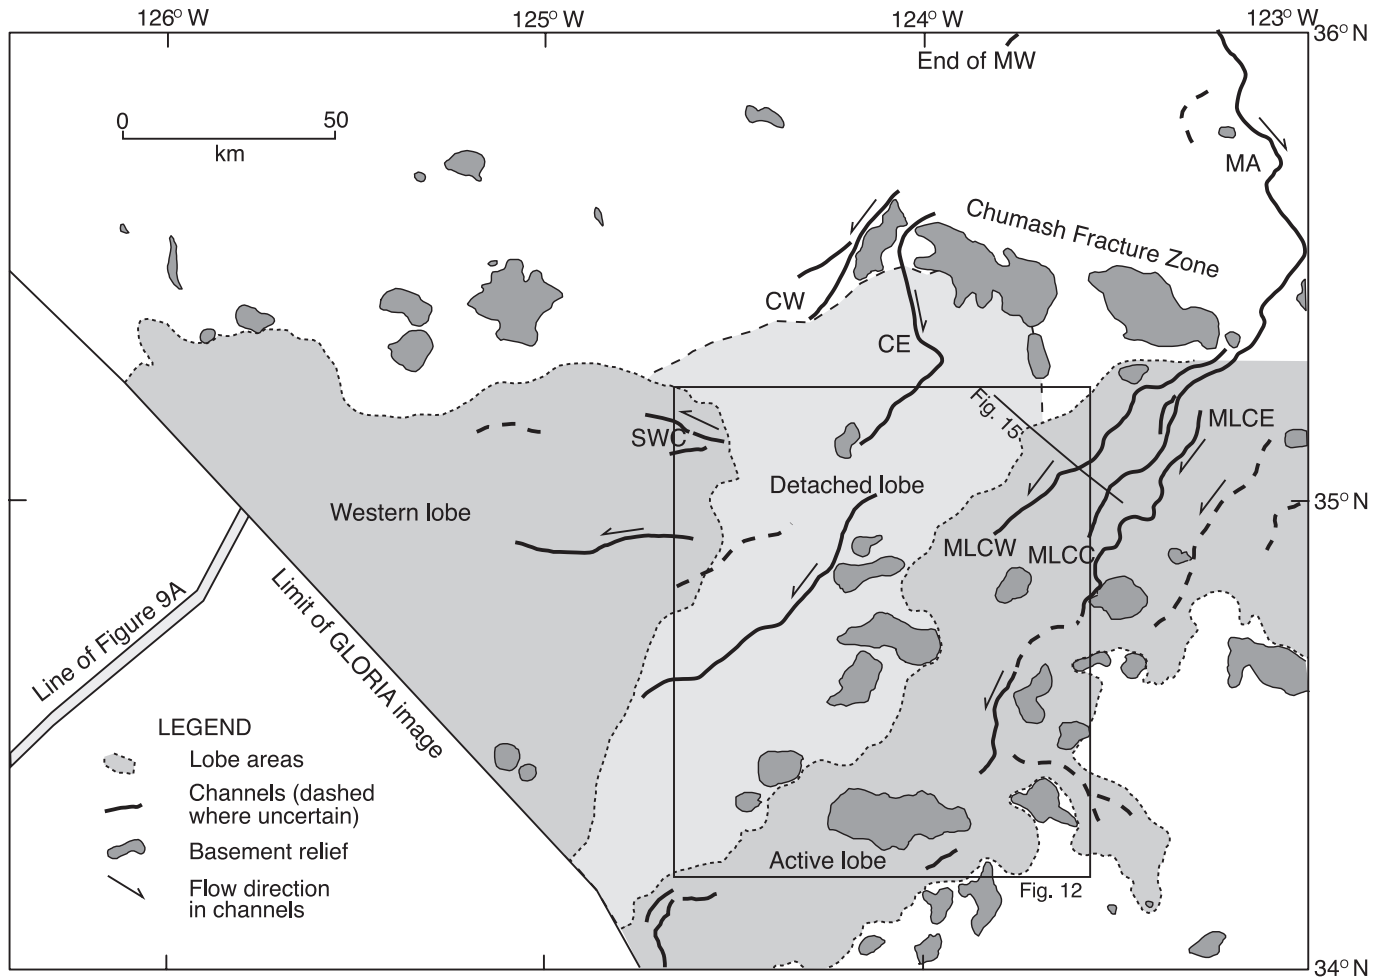 126° W
125° W
124° W
123° W
36° N
End of MW
0
50
km
MA
Chumash Fracture Zone
CW
CE
Fig. 15
MLCE
SWC
Detached lobe
35° N
Western lobe
MLCW
MLCC
Line of Figure 9A
Limit of GLORIA image
LEGEND
Lobe areas
Channels (dashed
where uncertain)
Basement relief
Flow direction
in channels
Active lobe
Fig. 12
34° N